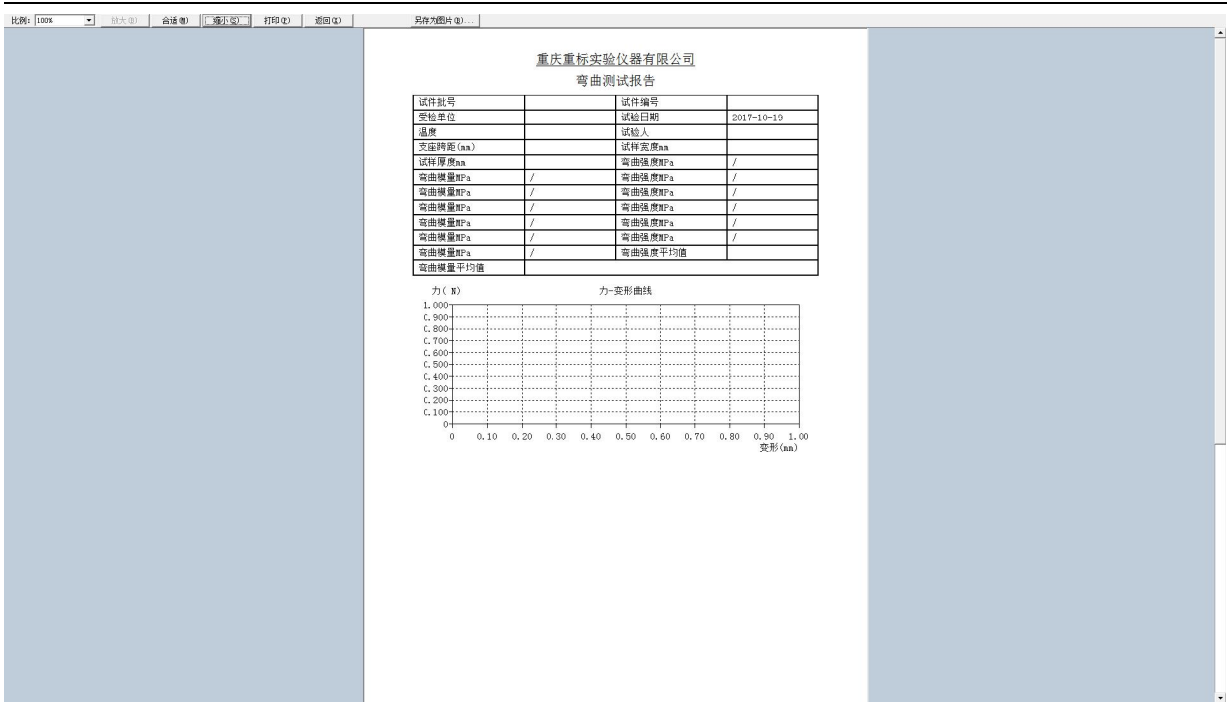 比例: 100% 放大(B) 合适(M) 缩小(S) 打印(P) 返回(X) 另存为图片(B)...
重庆重标实验仪器有限公司
弯曲测试报告
试件批号 试件编号
受检单位 试验日期 2017-10-19
温度 试验人
支座跨距(mm) 试样宽度mm
试样厚度mm 弯曲强度MPa /
弯曲模量MPa / 弯曲强度MPa /
弯曲模量MPa / 弯曲强度MPa /
弯曲模量MPa / 弯曲强度MPa /
弯曲模量MPa / 弯曲强度MPa /
弯曲模量MPa / 弯曲强度MPa /
弯曲模量MPa / 弯曲强度平均值
弯曲模量平均值
力( N) 力-变形曲线
1.000
0.900
0.800
0.700
0.600
0.500
0.400
0.300
0.200
0.100
0
0 0.10 0.20 0.30 0.40 0.50 0.60 0.70 0.80 0.90 1.00
变形(mm)